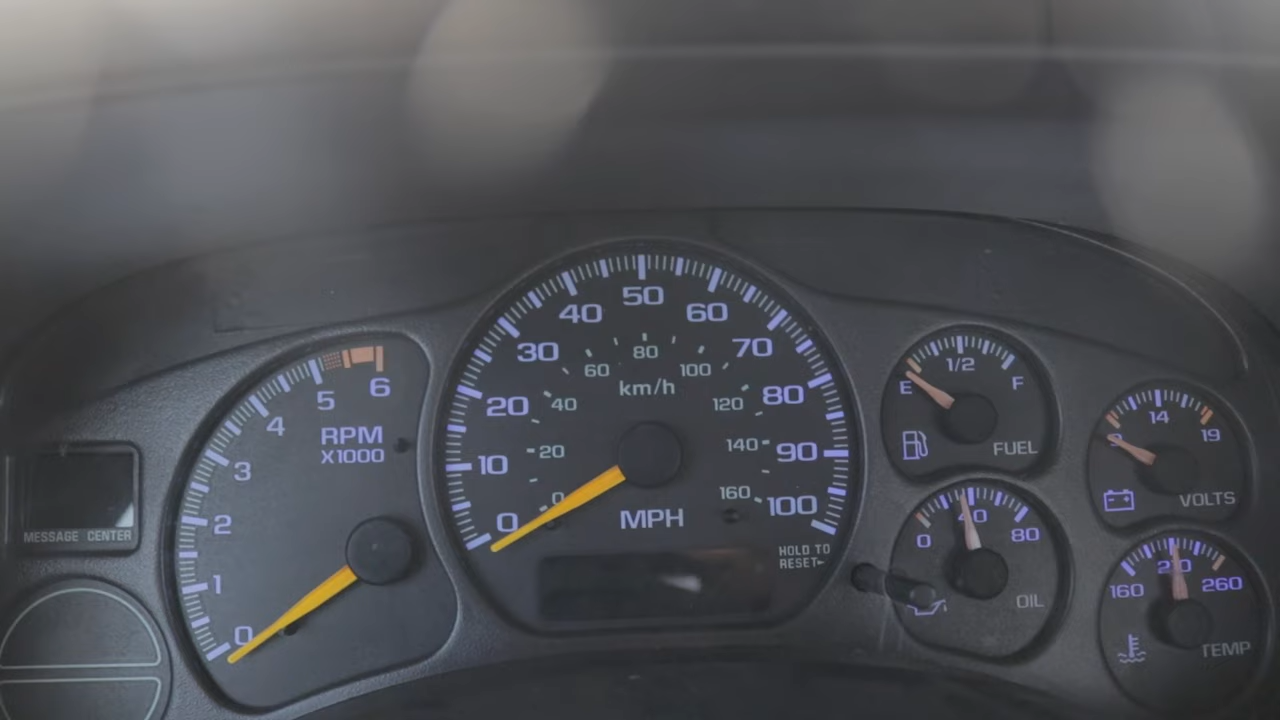 MESSAGE CENTER
0
1
2
3
4
5
6
RPM
X1000
0
10
20
30
40
50
60
70
80
90
100
0
20
40
60
80
100
120
140
160
km/h
MPH
HOLD TO
RESET
E
1/2
F
FUEL
0
40
80
OIL
14
19
VOLTS
160
210
260
TEMP